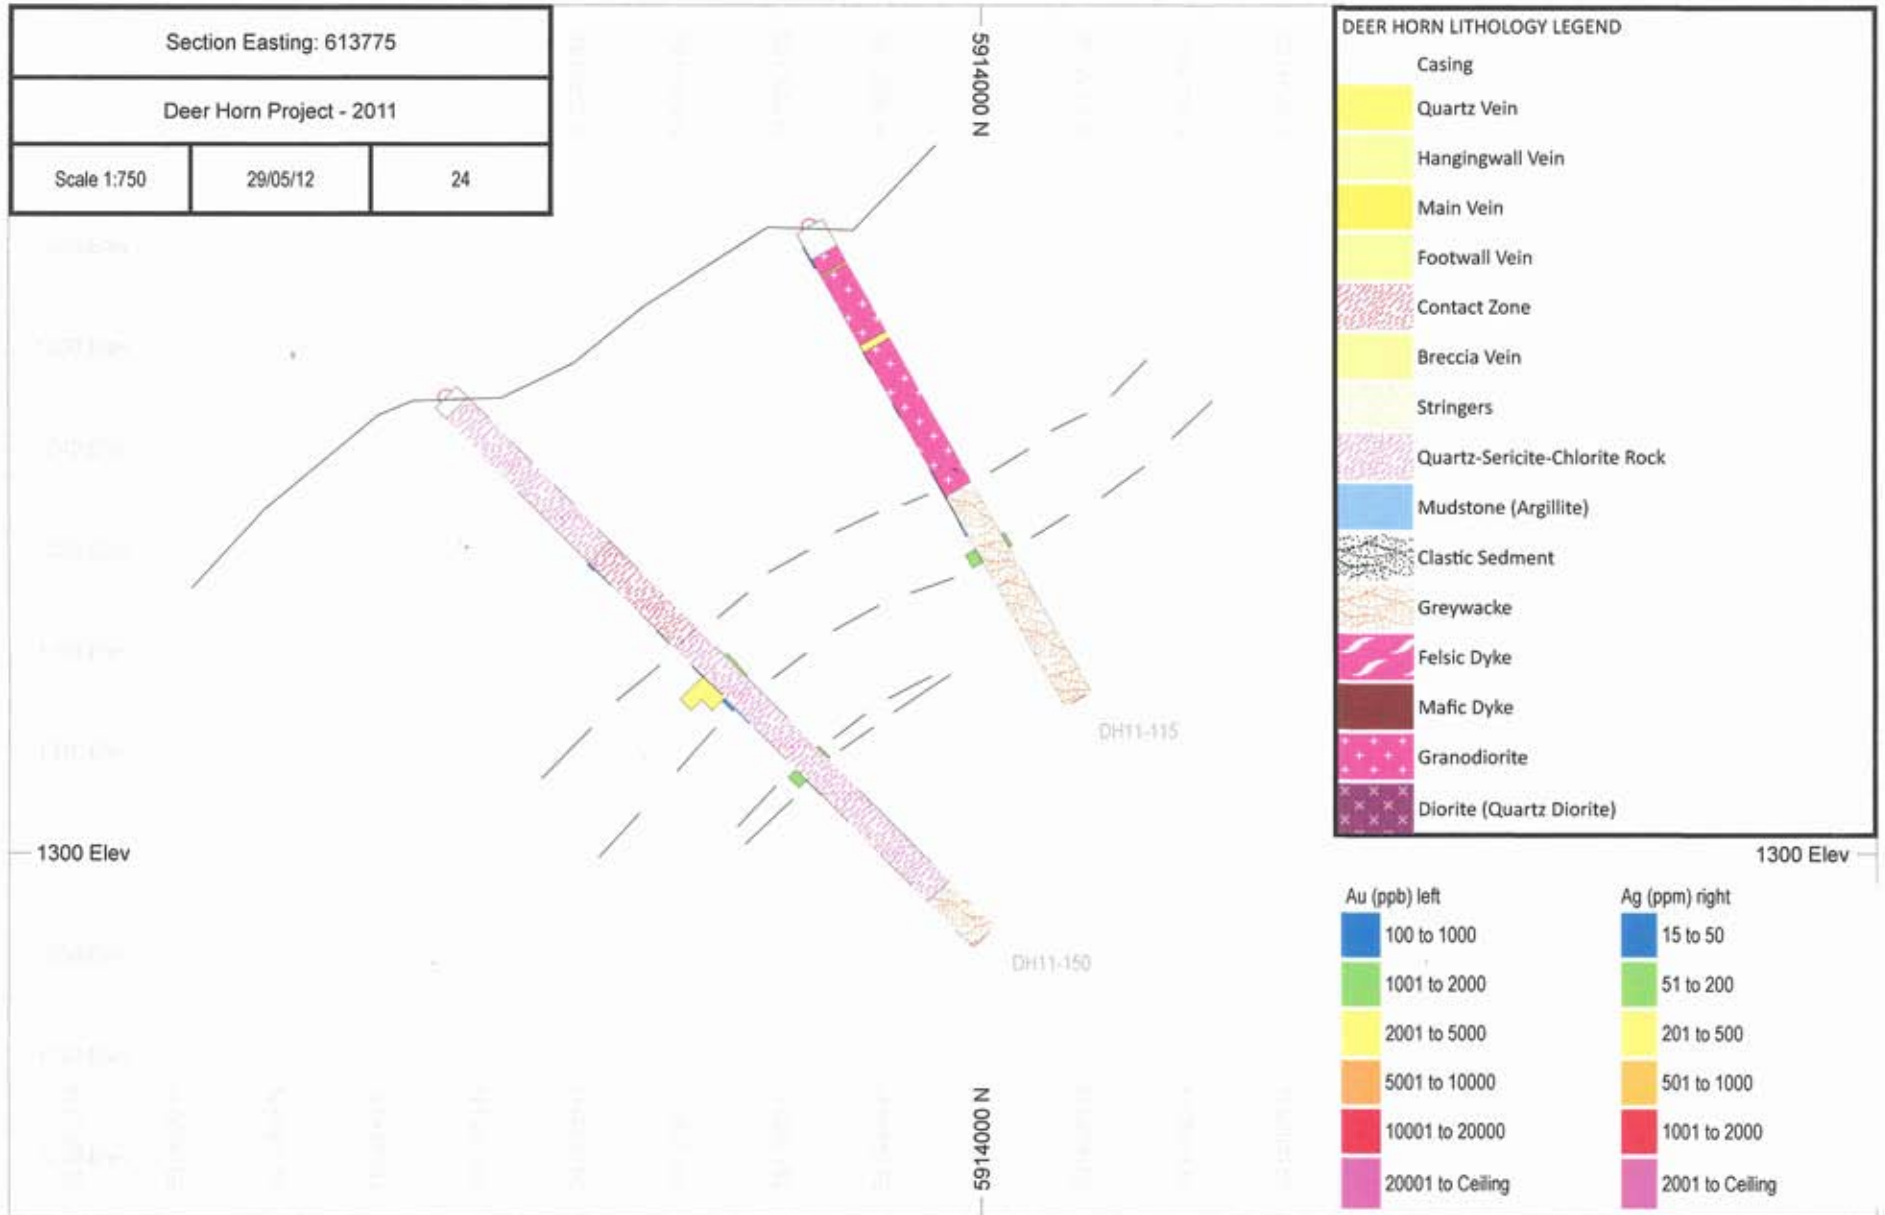 Section Easting: 613775
Deer Horn Project - 2011
Scale 1:750
29/05/12
24
5914000 N
DEER HORN LITHOLOGY LEGEND
Casing
Quartz Vein
Hangingwall Vein
Main Vein
Footwall Vein
Contact Zone
Breccia Vein
Stringers
Quartz-Sericite-Chlorite Rock
Mudstone (Argillite)
Clastic Sediment
Greywacke
Felsic Dyke
Mafic Dyke
Granodiorite
Diorite (Quartz Diorite)
DH11-115
DH11-150
1300 Elev
1300 Elev
5914000 N
Au (ppb) left
100 to 1000
1001 to 2000
2001 to 5000
5001 to 10000
10001 to 20000
20001 to Ceiling
Ag (ppm) right
15 to 50
51 to 200
201 to 500
501 to 1000
1001 to 2000
2001 to Ceiling